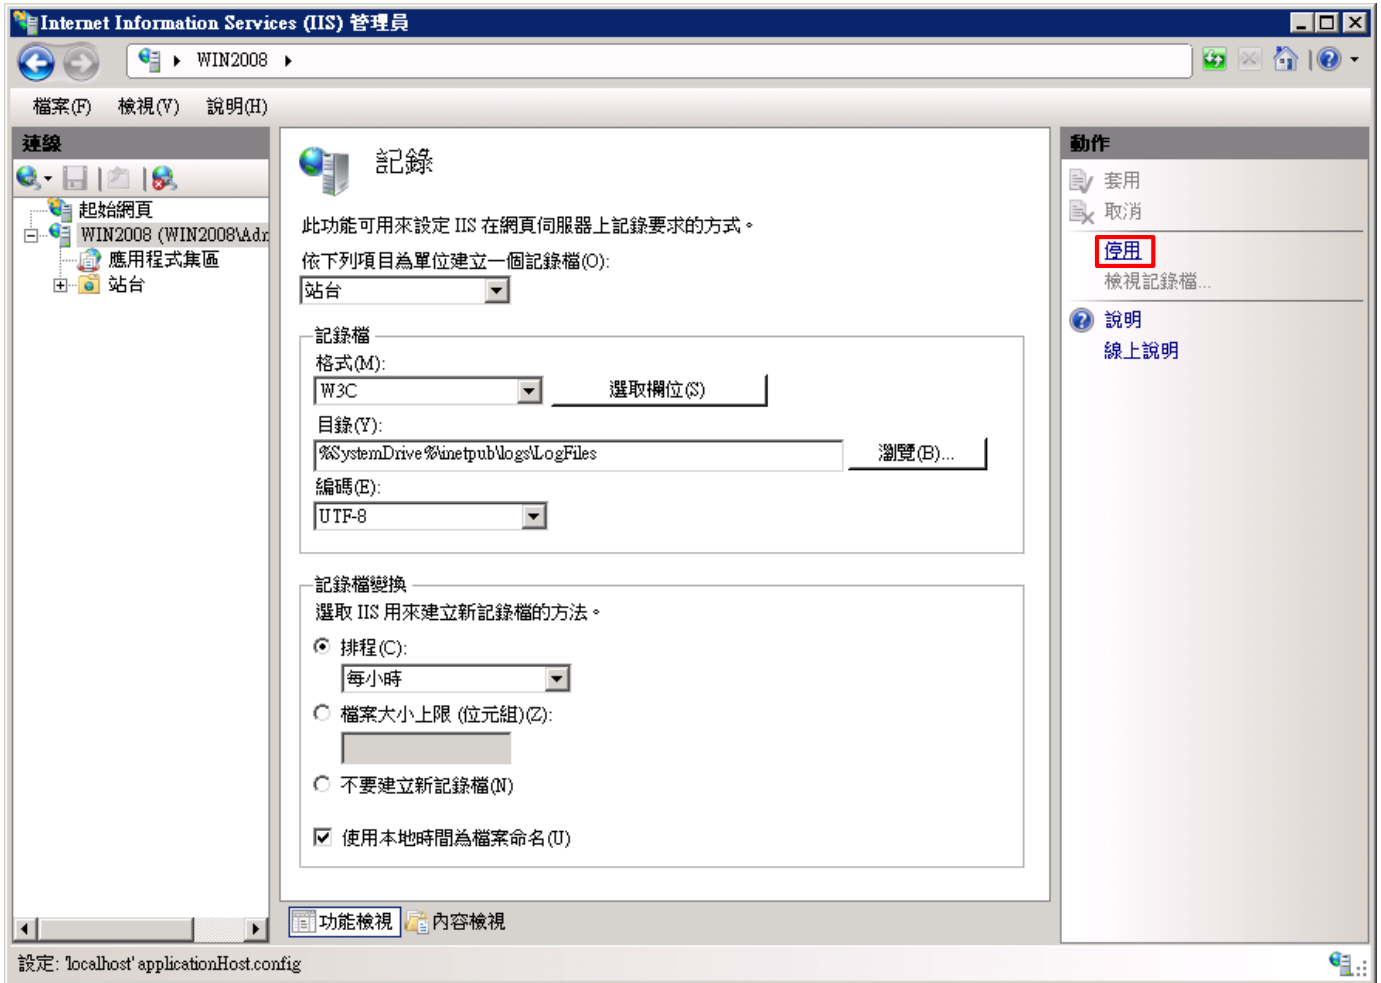 Internet Information Services (IIS) 管理員
WIN2008
檔案(F) 檢視(V) 說明(H)
連線
起始網頁
WIN2008 (WIN2008\Adr
應用程式集區
站台
記錄
此功能可用來設定 IIS 在網頁伺服器上記錄要求的方式。
依下列項目為單位建立一個記錄檔(O):
站台
記錄檔
格式(M):
W3C
選取欄位(S)
目錄(Y):
%SystemDrive%\inetpub\logs\LogFiles
瀏覽(B)...
編碼(E):
UTF-8
記錄檔變換
選取 IIS 用來建立新記錄檔的方法。
排程(C):
每小時
檔案大小上限 (位元組)(Z):
不要建立新記錄檔(N)
使用本地時間為檔案命名(U)
功能檢視 內容檢視
動作
套用
取消
停用
檢視記錄檔...
說明
線上說明
設定: 'localhost' applicationHost.config